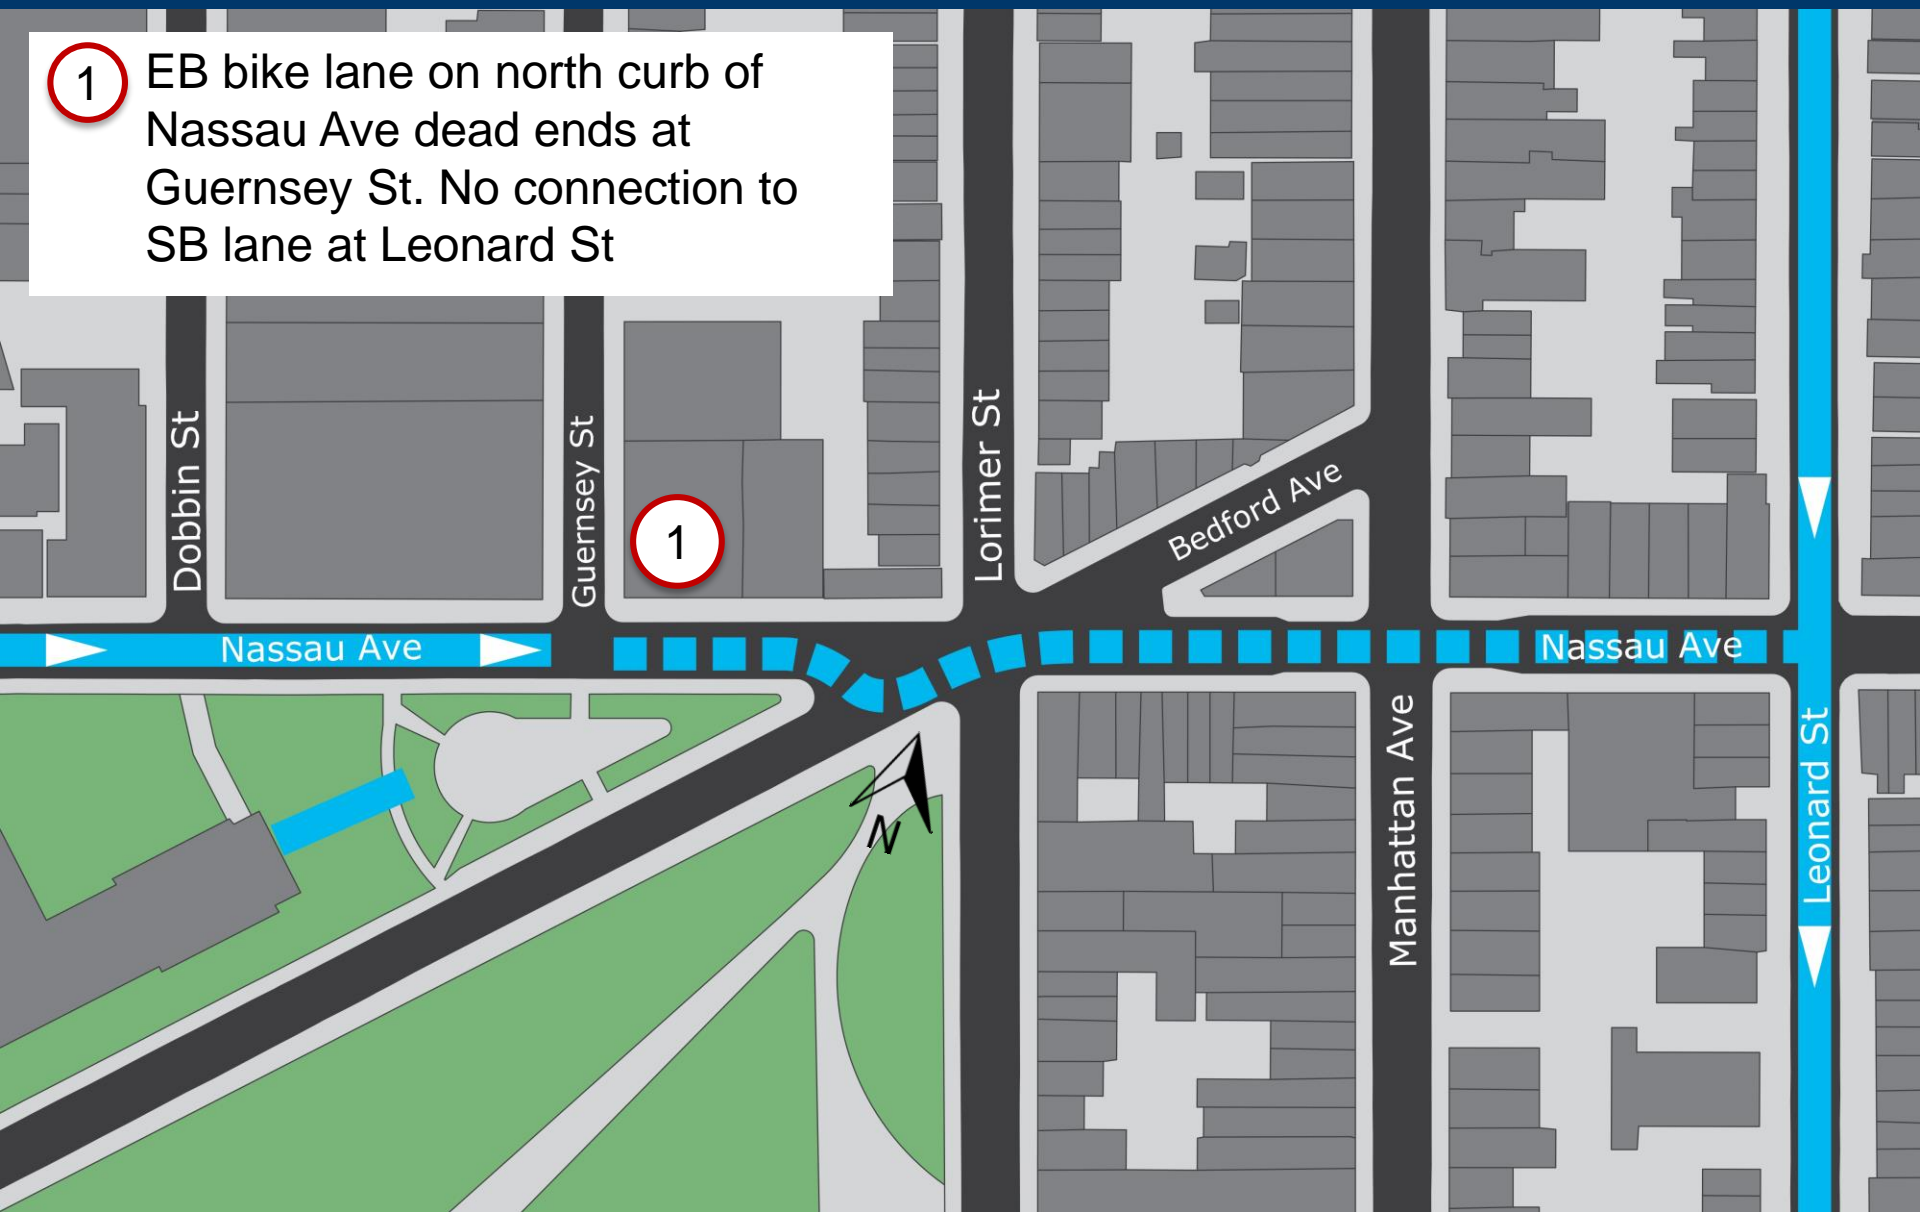 1
EB bike lane on north curb of
Nassau Ave dead ends at
Guernsey St. No connection to
SB lane at Leonard St
Dobbin St
Guernsey St
1
Lorimer St
Bedford Ave
Nassau Ave
Nassau Ave
N
Manhattan Ave
Leonard St